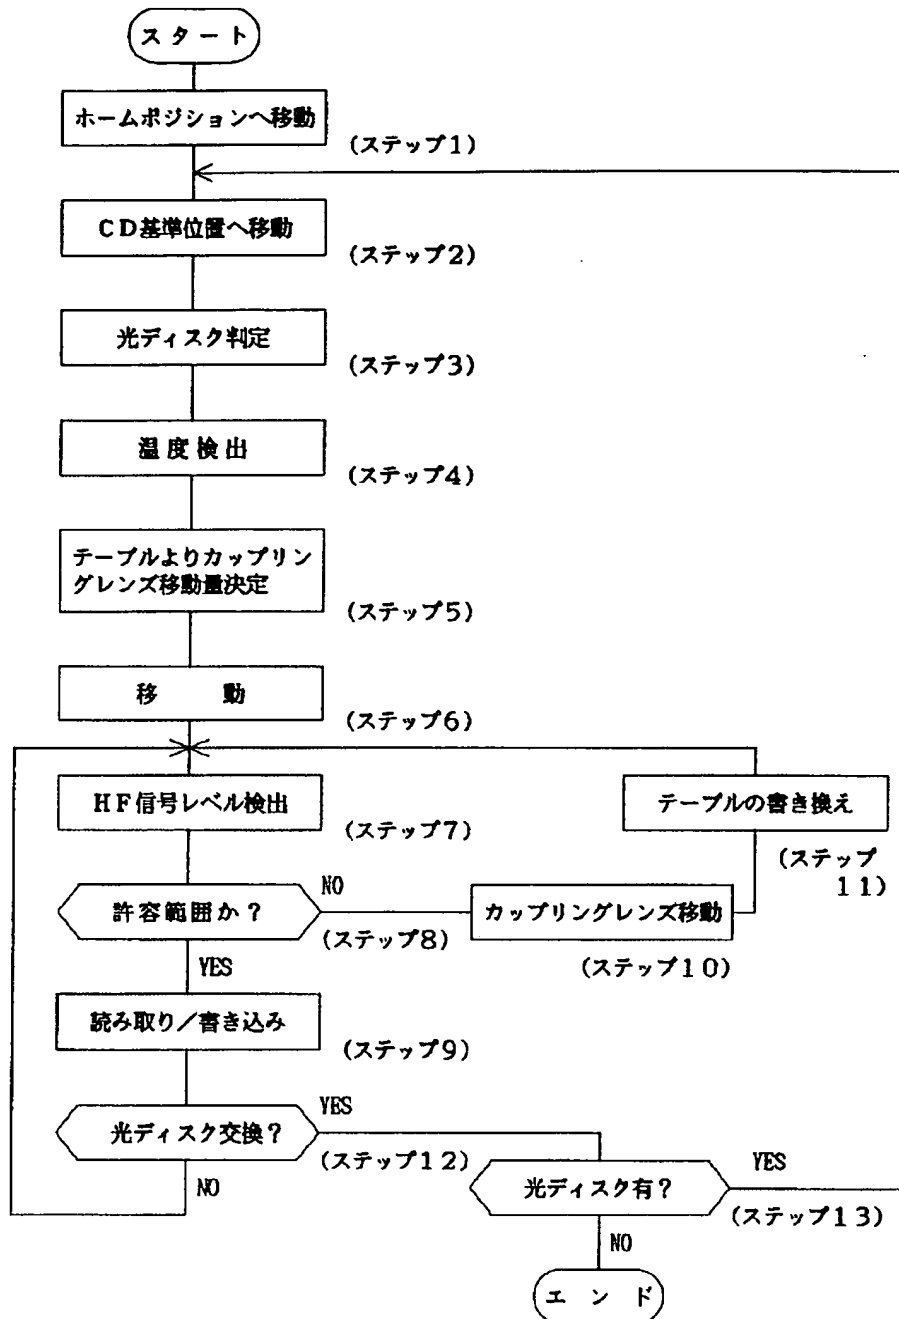 スタート
ホームポジションへ移動
(ステップ1)
CD基準位置へ移動
(ステップ2)
光ディスク判定
(ステップ3)
温度検出
(ステップ4)
テーブルよりカップリン
グレンズ移動量決定
(ステップ5)
移 動
(ステップ6)
HF信号レベル検出
(ステップ7)
テーブルの書き換え
(ステップ
11)
許容範囲か?
NO
(ステップ8)
カップリングレンズ移動
(ステップ10)
YES
読み取り/書き込み
(ステップ9)
光ディスク交換?
YES
(ステップ12)
NO
光ディスク有?
YES
(ステップ13)
NO
エンド